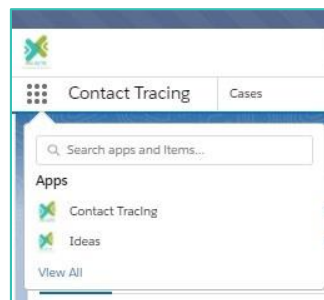 Contact Tracing
Cases
Search apps and Items...
Apps
Contact Tracing
Ideas
View All